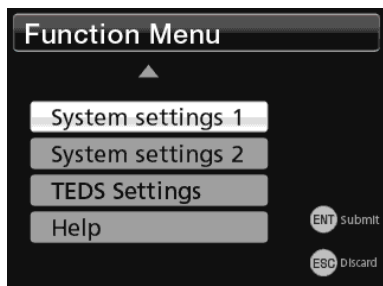 Function Menu
System settings 1
System settings 2
TEDS Settings
Help
ENT Submit
ESC Discard